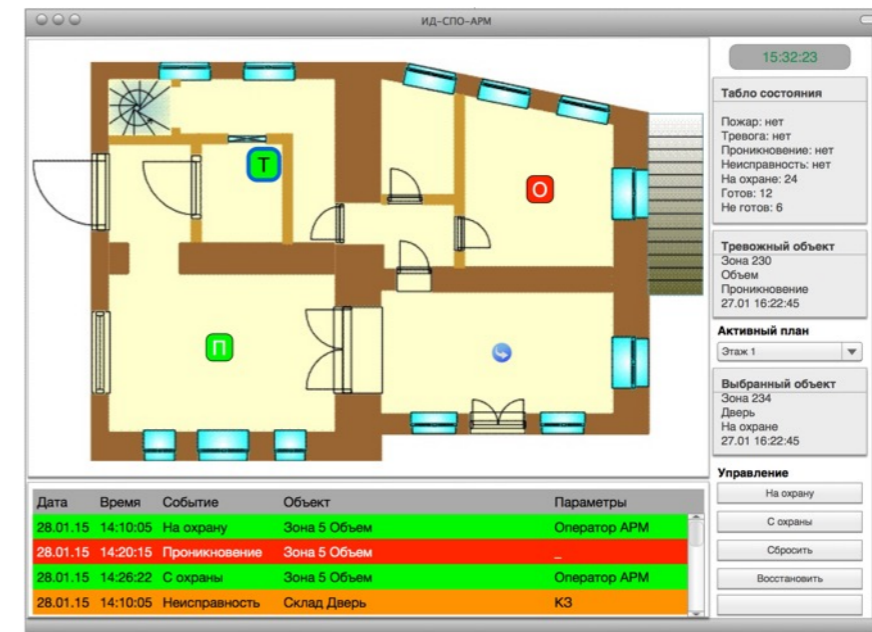 ИД-СПО-АРМ
15:32:23
Табло состояния
Пожар: нет
Тревога: нет
Проникновение: нет
Неисправность: нет
На охране: 24
Готов: 12
Не готов: 6
Т
О
П
Тревожный объект
Зона 230
Объем
Проникновение
27.01 16:22:45
Активный план
Этаж 1
Выбранный объект
Зона 234
Дверь
На охране
27.01 16:22:45
Управление
На охрану
С охраны
Сбросить
Восстановить
Дата Время Событие Объект Параметры
28.01.15 14:10:05 На охрану Зона 5 Объем Оператор АРМ
28.01.15 14:20:15 Проникновение Зона 5 Объем _
28.01.15 14:26:22 С охраны Зона 5 Объем Оператор АРМ
28.01.15 14:10:05 Неисправность Склад Дверь КЗ